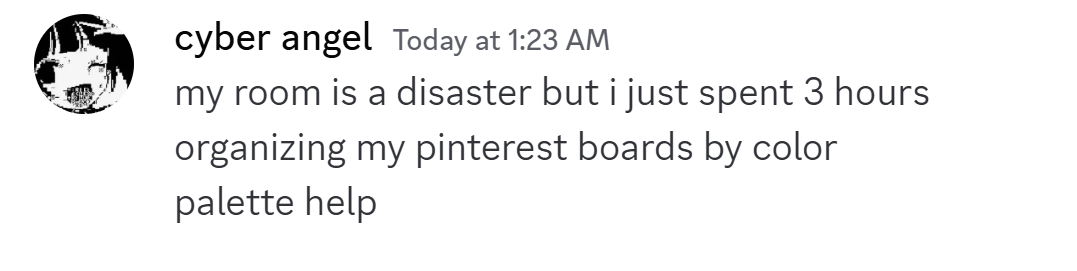 cyber angel Today at 1:23 AM
my room is a disaster but i just spent 3 hours
organizing my pinterest boards by color
palette help